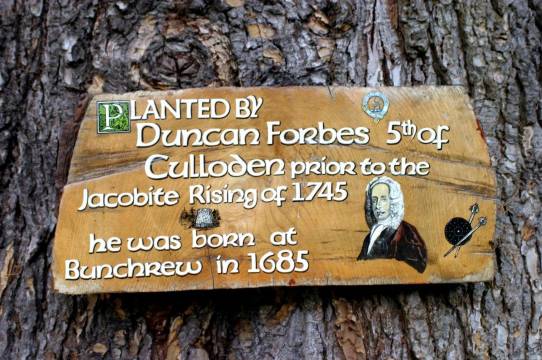 PLANTED BY
Duncan Forbes 5th of
Culloden prior to the
Jacobite Rising of 1745
he was born at
Bunchrew in 1685